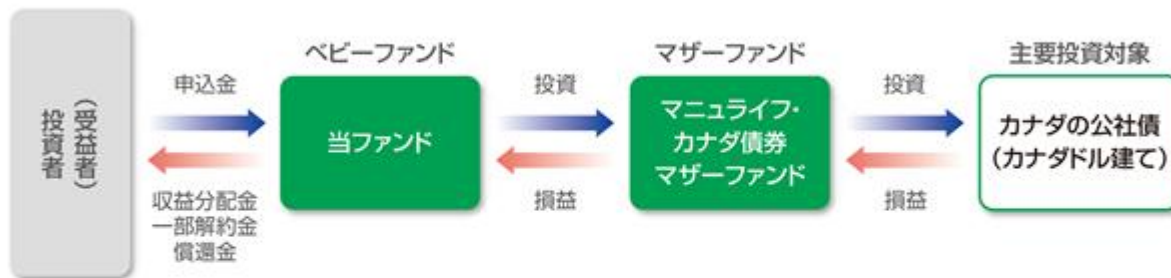 投資者
(受益者)
申込金
収益分配金
一部解約金
償還金
ベビーファンド
当ファンド
投資
損益
マザーファンド
マニュライフ・
カナダ債券
マザーファンド
投資
損益
主要投資対象
カナダの公社債
(カナダドル建て)